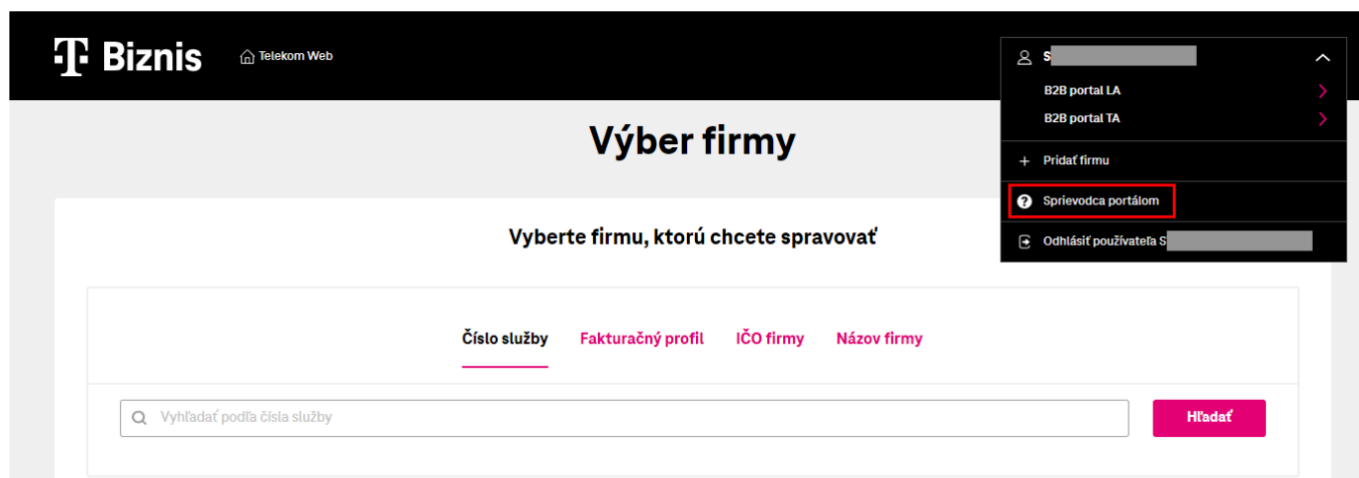 T Biznis
Telekom Web
S
B2B portal LA
B2B portal TA
Pridať firmu
Sprievodca portálom
Odhlásiť používateľa S
Výber firmy
Vyberte firmu, ktorú chcete spravovať
Číslo služby Fakturačný profil IČO firmy Názov firmy
Vyhľadať podľa čísla služby
Hľadať